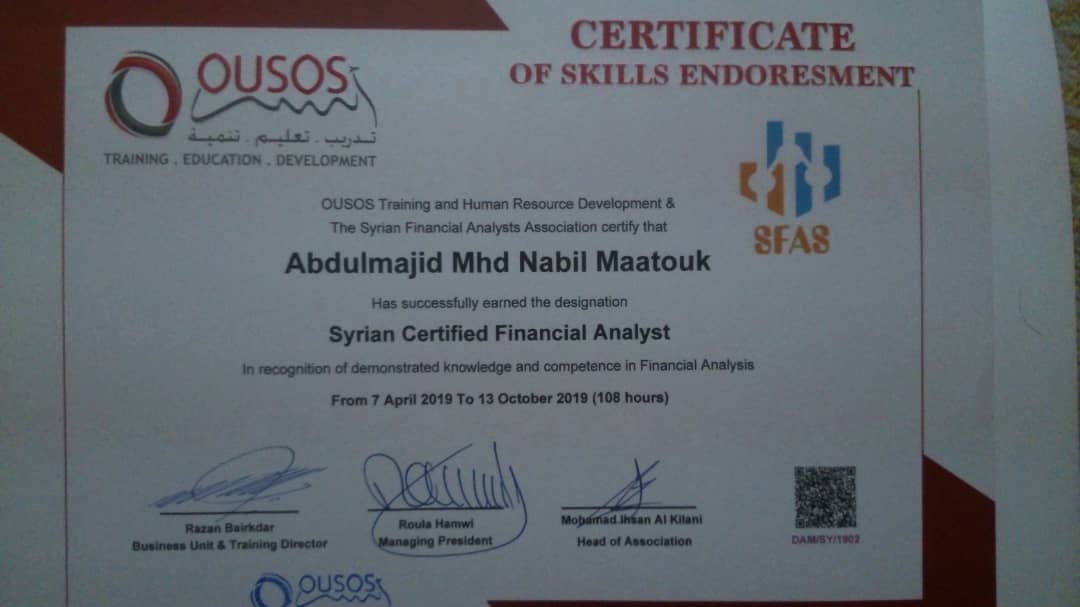 CERTIFICATE
OF SKILLS ENDORESMENT
OUSOS
تدريب . تعليم . تنمية
TRAINING . EDUCATION . DEVELOPMENT
SFAS
OUSOS Training and Human Resource Development &
The Syrian Financial Analysts Association certify that
Abdulmajid Mhd Nabil Maatouk
Has successfully earned the designation
Syrian Certified Financial Analyst
In recognition of demonstrated knowledge and competence in Financial Analysis
From 7 April 2019 To 13 October 2019 (108 hours)
Razan Bairkdar
Business Unit & Training Director
Roula Hamwi
Managing President
Mohamad Ihsan Al Kilani
Head of Association
DAM/SY/1902
OUSOS